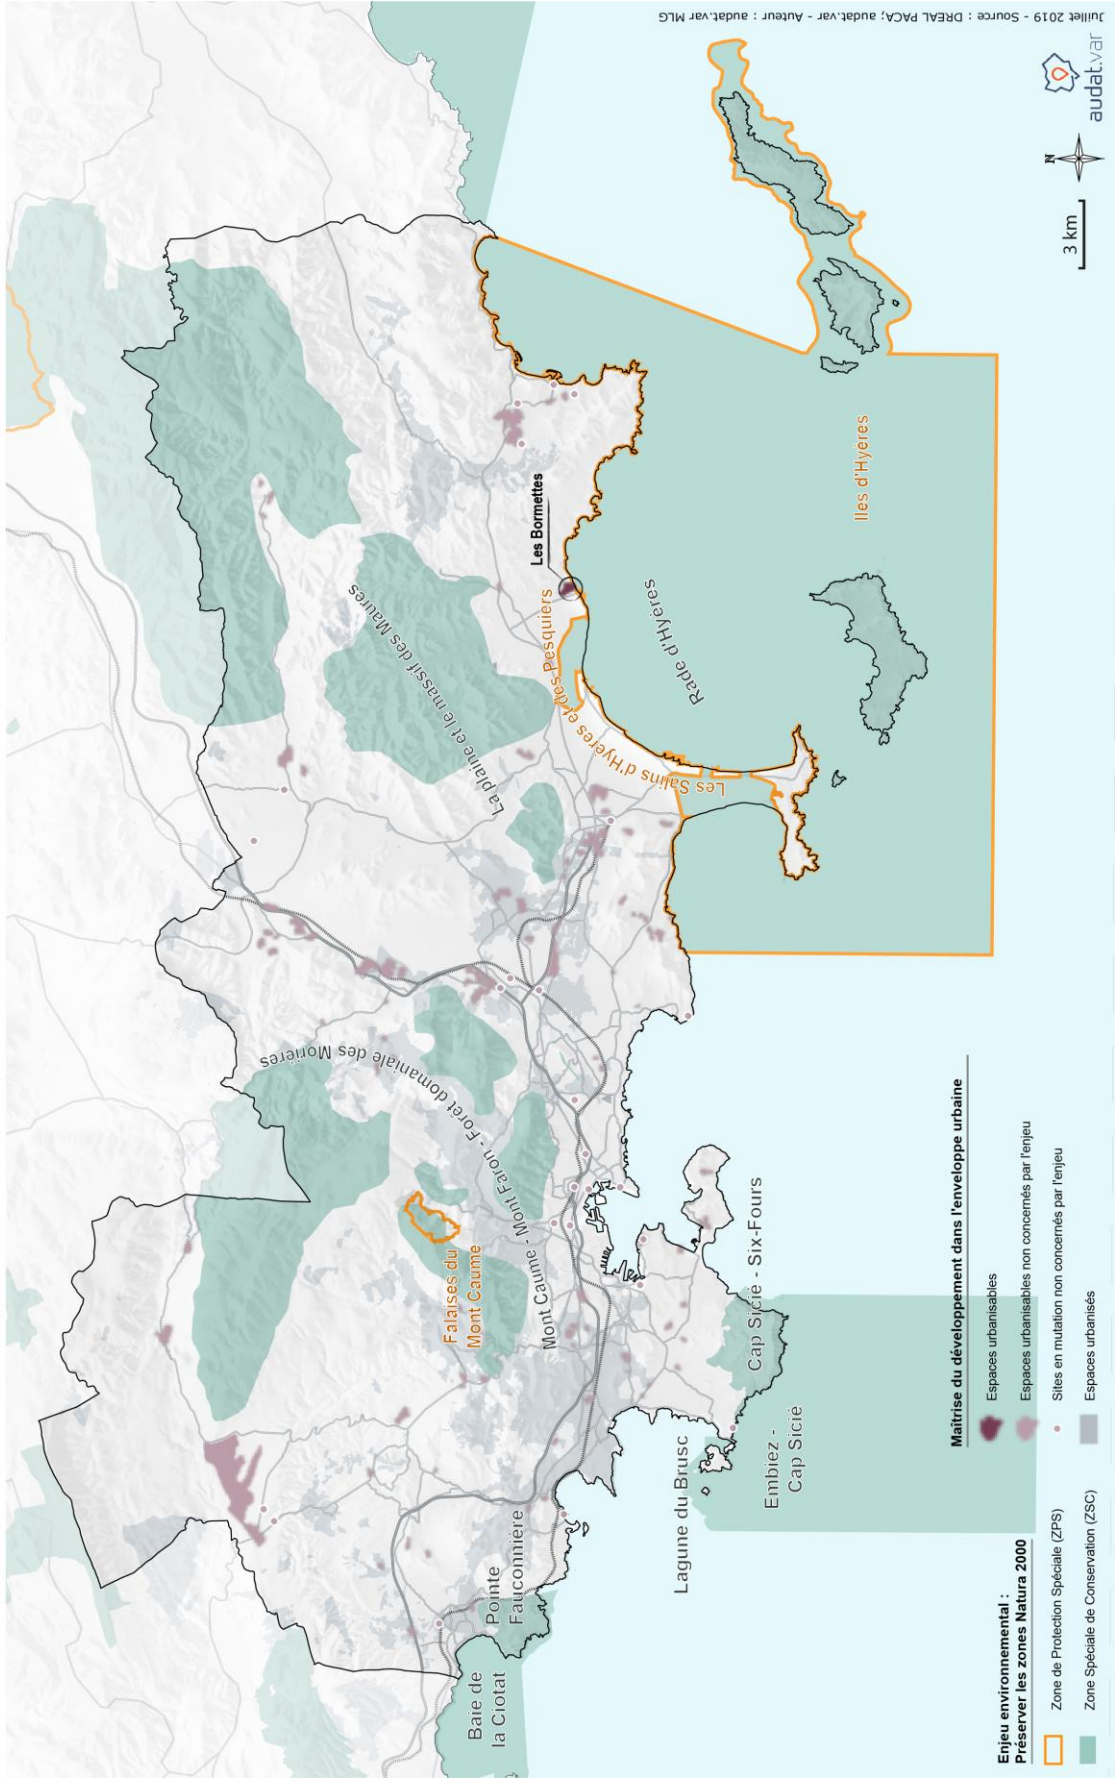 La plaine et le massif des Maures
Les Bormettes
Les Salins d'Hyères et des Pesquiers
Rade d'Hyères
Iles d'Hyères
Mont Caume - Mont Faron - Forêt domaniale des Morières
Falaises du
Mont Caume
Cap Sicié - Six-Fours
Embiez -
Cap Sicié
Lagune du Brusc
Pointe
Fauconnière
Baie de
la Ciotat
Enjeu environnemental :
Préserver les zones Natura 2000
Zone de Protection Spéciale (ZPS)
Zone Spéciale de Conservation (ZSC)
Maîtrise du développement dans l'enveloppe urbaine
Espaces urbanisables
Espaces urbanisables non concernés par l'enjeu
Sites en mutation non concernés par l'enjeu
Espaces urbanisés
3 km
N
audat.var
Juillet 2019 - Source : DREAL PACA; audat.var - Auteur : audat.var MLG